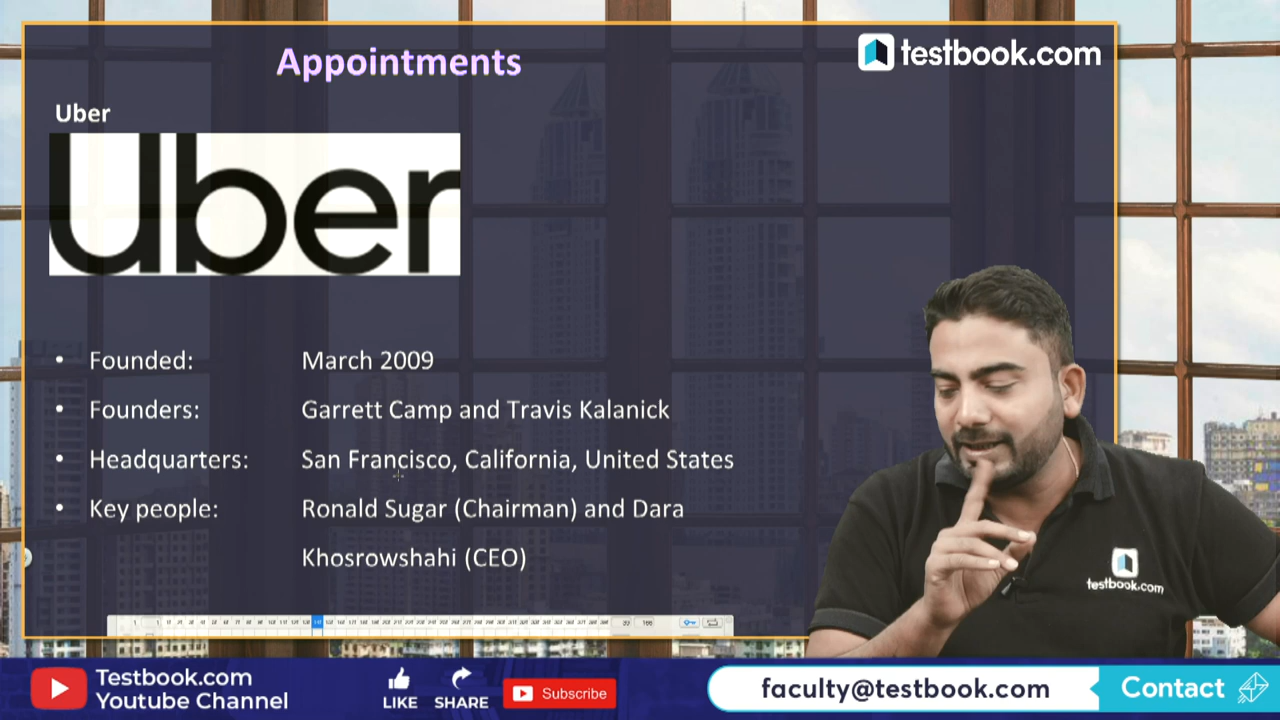 Appointments
testbook.com
Uber
Uber
• Founded: March 2009
• Founders: Garrett Camp and Travis Kalanick
• Headquarters: San Francisco, California, United States
• Key people: Ronald Sugar (Chairman) and Dara
Khosrowshahi (CEO)
testbook.com
Testbook.com
Youtube Channel
LIKE
SHARE
Subscribe
faculty@testbook.com
Contact